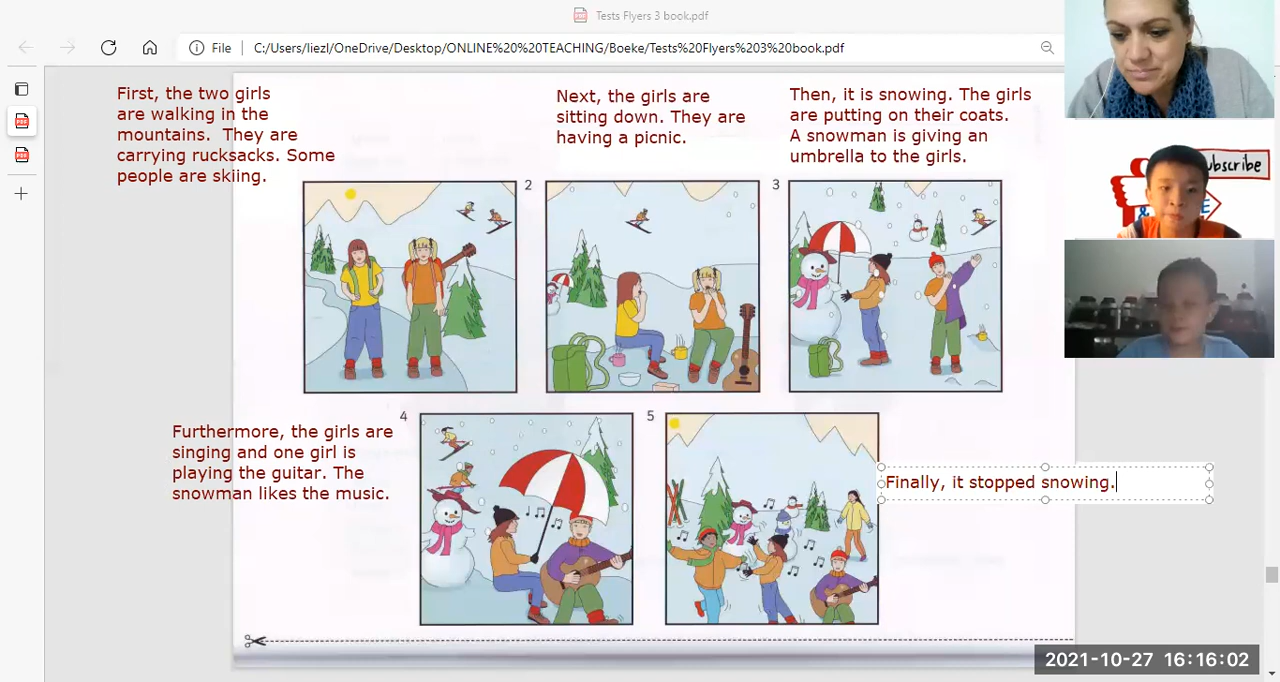 Tests Flyers 3 book.pdf
File
C:/Users/liezl/OneDrive/Desktop/ONLINE%20%20TEACHING/Boeke/Tests%20Flyers%203%20book.pdf
First, the two girls
are walking in the
mountains. They are
carrying rucksacks. Some
people are skiing.
Next, the girls are
sitting down. They are
having a picnic.
Then, it is snowing. The girls
are putting on their coats.
A snowman is giving an
umbrella to the girls.
ubscribe
&
2
3
4
5
Furthermore, the girls are
singing and one girl is
playing the guitar. The
snowman likes the music.
Finally, it stopped snowing.
2021-10-27 16:16:02